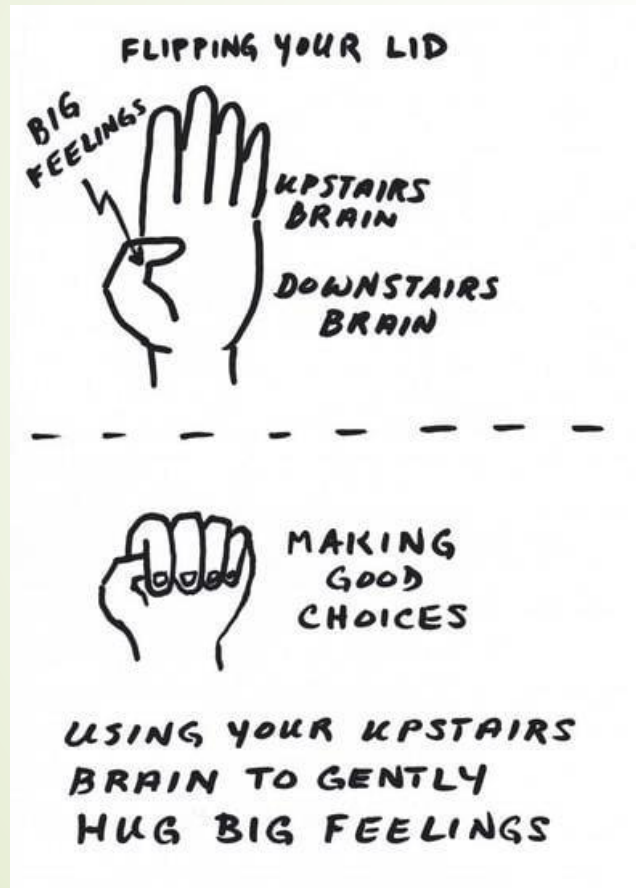 FLIPPING YOUR LID
BIG
FEELINGS
UPSTAIRS
BRAIN
DOWNSTAIRS
BRAIN
MAKING
GOOD
CHOICES
USING YOUR UPSTAIRS
BRAIN TO GENTLY
HUG BIG FEELINGS